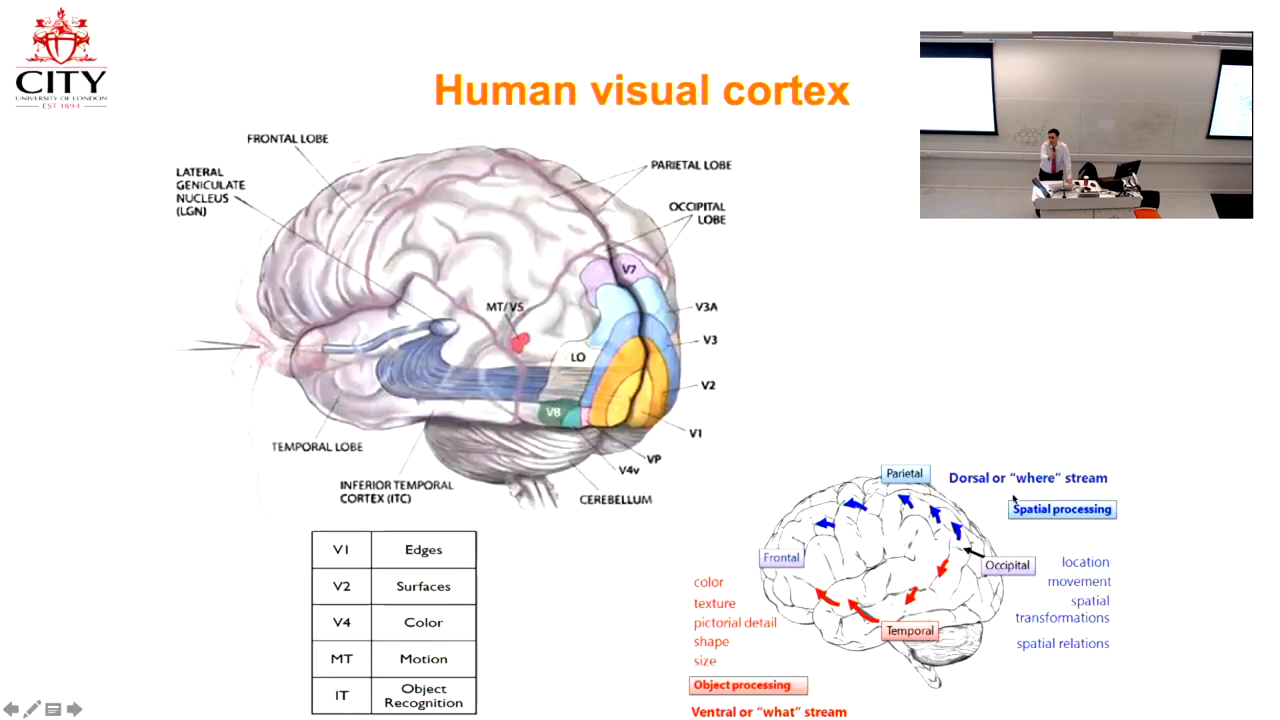 CITY
UNIVERSITY OF LONDON
EST 1894
Human visual cortex
FRONTAL LOBE
LATERAL
GENICULATE
NUCLEUS
(LGN)
PARIETAL LOBE
OCCIPITAL
LOBE
V7
MT/V5
V3A
V3
LO
V2
V8
V1
VP
V4v
TEMPORAL LOBE
INFERIOR TEMPORAL
CORTEX (ITC)
CEREBELLUM
V1 Edges
V2 Surfaces
V4 Color
MT Motion
IT Object
Recognition
Parietal
Dorsal or “where” stream
Spatial processing
Frontal
Occipital
location
movement
spatial
transformations
spatial relations
color
texture
pictorial detail
shape
size
Temporal
Object processing
Ventral or “what” stream